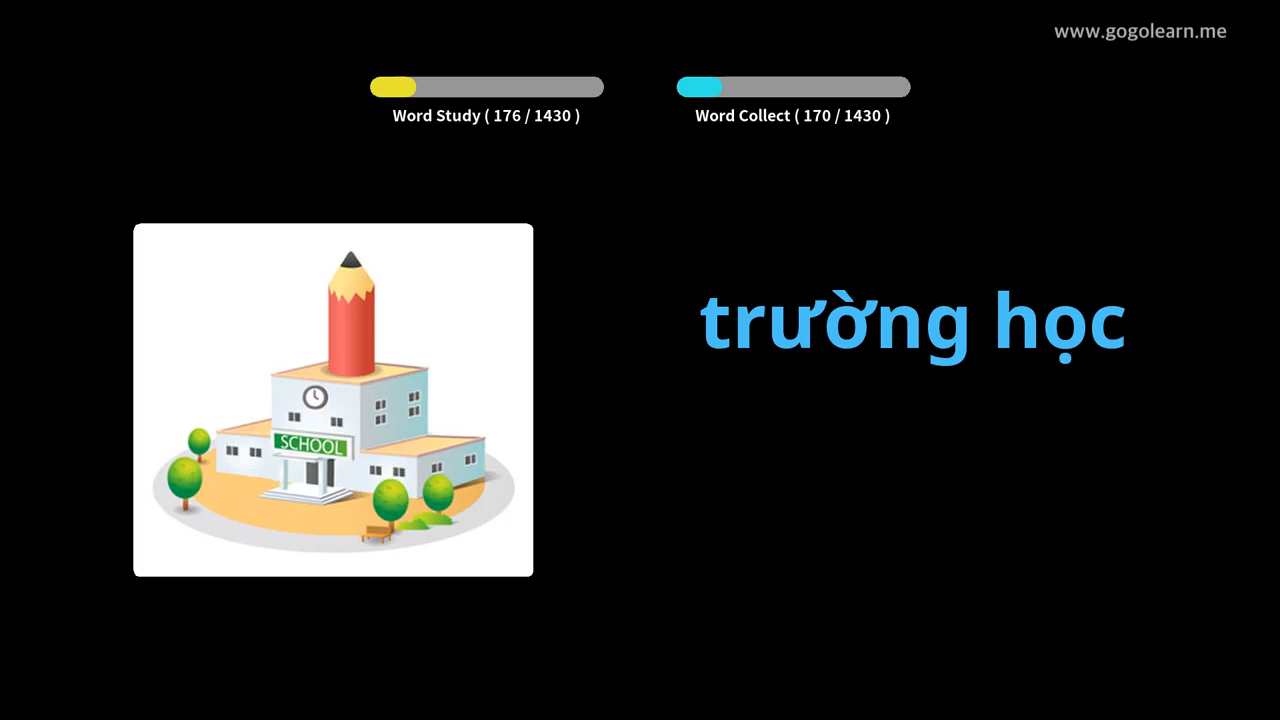 www.gogolearn.me
Word Study ( 176 / 1430 )
Word Collect ( 170 / 1430 )
trường học
SCHOOL